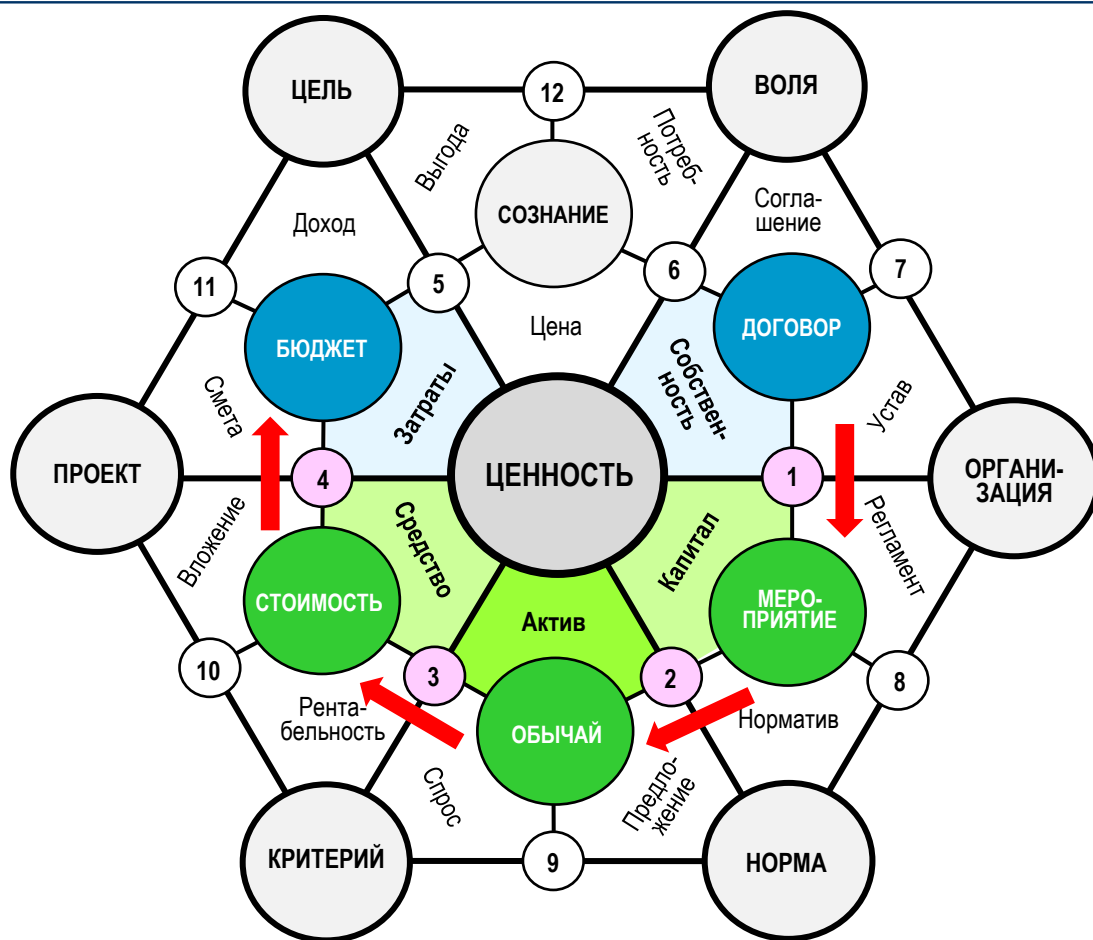 ЦЕЛЬ
12
ВОЛЯ
Выгода
Потреб-
ность
СОЗНАНИЕ
Согла-
шение
Доход
11
5
6
7
БЮДЖЕТ
Цена
ДОГОВОР
Смета
Затраты
Собствен-
ность
Устав
ПРОЕКТ
4
ЦЕННОСТЬ
1
ОРГАНИ-
ЗАЦИЯ
Вложение
Средство
Капитал
Регламент
СТОИМОСТЬ
Актив
МЕРО-
ПРИЯТИЕ
10
3
2
8
Рента-
бельность
ОБЫЧАЙ
Норматив
Спрос
Предло-
жение
КРИТЕРИЙ
9
НОРМА